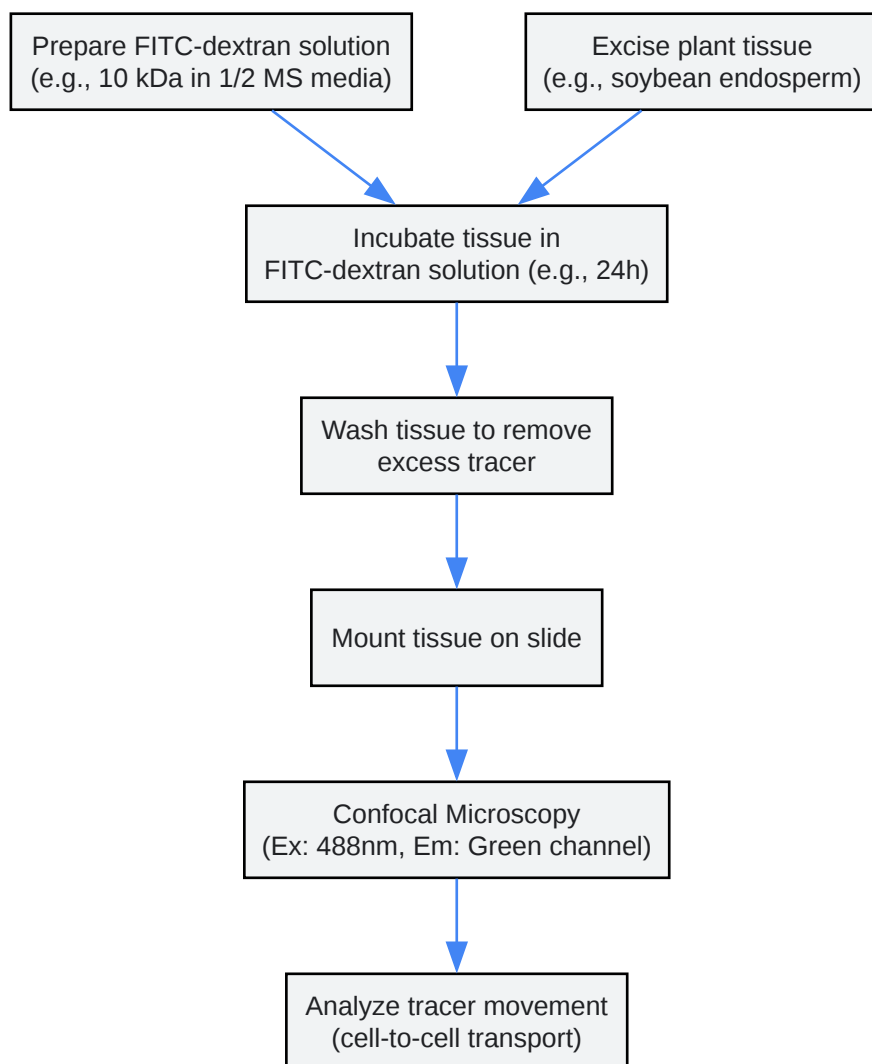 Prepare FITC-dextran solution
(e.g., 10 kDa in 1/2 MS media)
Excise plant tissue
(e.g., soybean endosperm)
Incubate tissue in
FITC-dextran solution (e.g., 24h)
Wash tissue to remove
excess tracer
Mount tissue on slide
Confocal Microscopy
(Ex: 488nm, Em: Green channel)
Analyze tracer movement
(cell-to-cell transport)